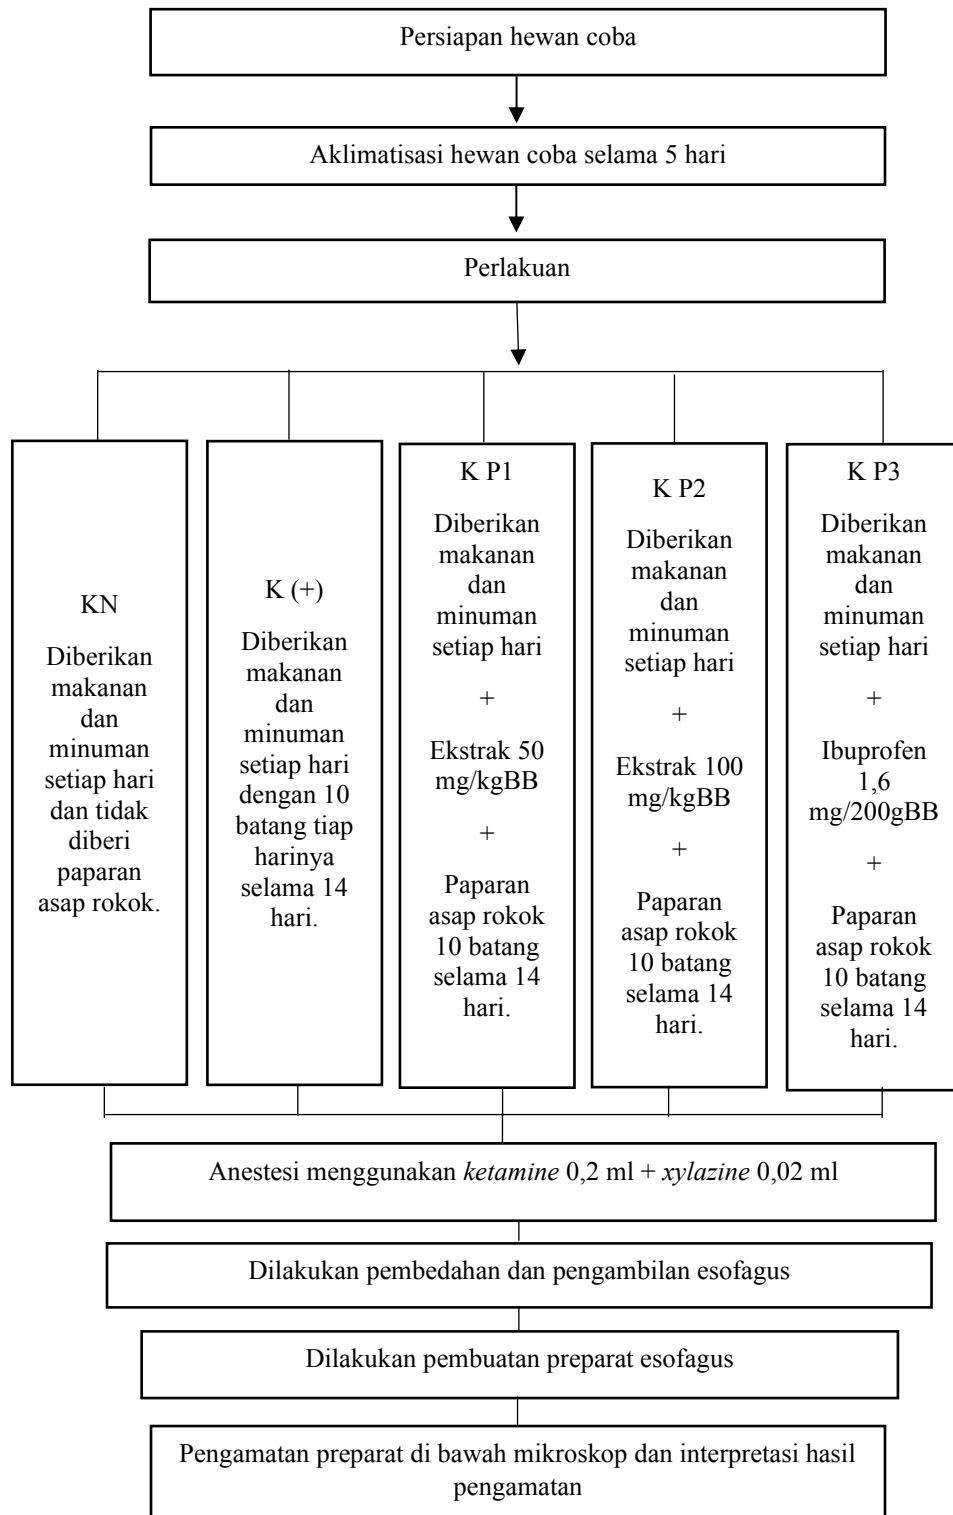 Persiapan hewan coba
Aklimatisasi hewan coba selama 5 hari
Perlakuan
KN
Diberikan
makanan
dan
minuman
setiap hari
dan tidak
diberi
paparan
asap rokok.
K (+)
Diberikan
makanan
dan
minuman
setiap hari
dengan 10
batang tiap
harinya
selama 14
hari.
K P1
Diberikan
makanan
dan
minuman
setiap hari
+
Ekstrak 50
mg/kgBB
+
Paparan
asap rokok
10 batang
selama 14
hari.
K P2
Diberikan
makanan
dan
minuman
setiap hari
+
Ekstrak 100
mg/kgBB
+
Paparan
asap rokok
10 batang
selama 14
hari.
K P3
Diberikan
makanan
dan
minuman
setiap hari
+
Ibuprofen
1,6
mg/200gBB
+
Paparan
asap rokok
10 batang
selama 14
hari.
Anestesi menggunakan ketamine 0,2 ml + xylazine 0,02 ml
Dilakukan pembedahan dan pengambilan esofagus
Dilakukan pembuatan preparat esofagus
Pengamatan preparat di bawah mikroskop dan interpretasi hasil
pengamatan